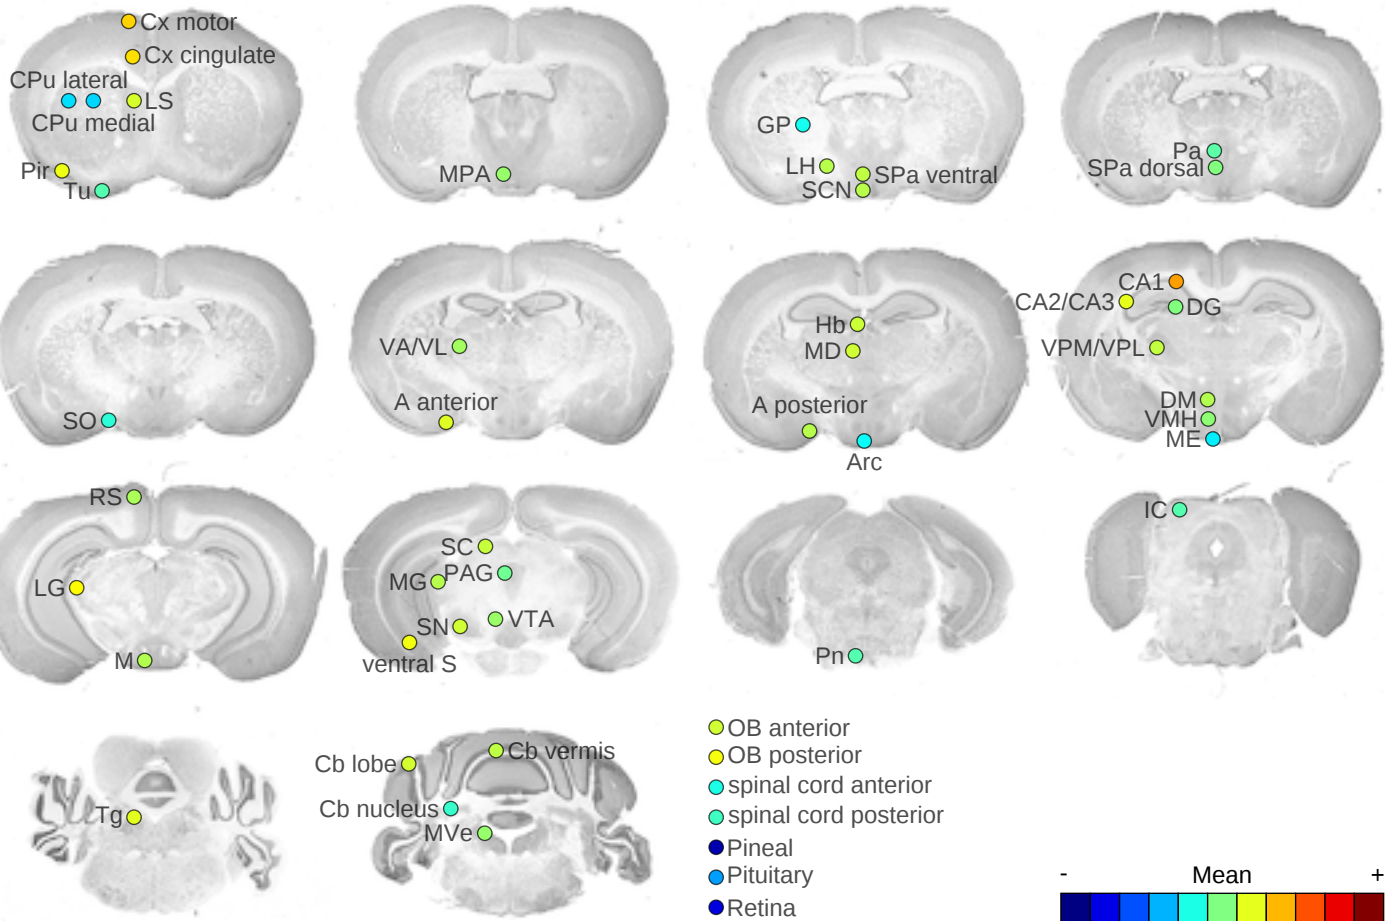 Cx motor
Cx cingulate
CPu lateral
LS
CPu medial
Pir
Tu
MPA
GP
LH
SPa ventral
SCN
Pa
SPa dorsal
SO
VA/VL
A anterior
Hb
MD
A posterior
Arc
CA1
CA2/CA3
DG
VPM/VPL
DM
VMH
ME
RS
LG
M
SC
MG
PAG
SN
VTA
ventral S
Pn
IC
Tg
Cb lobe
Cb vermis
Cb nucleus
MVe
OB anterior
OB posterior
spinal cord anterior
spinal cord posterior
Pineal
Pituitary
Retina
- Mean +